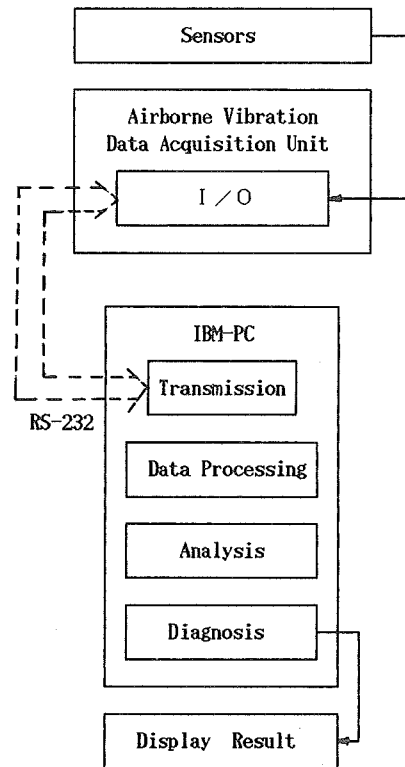 Sensors
Airborne Vibration
Data Acquisition Unit
I／O
IBM-PC
Transmission
RS-232
Data Processing
Analysis
Diagnosis
Display Result